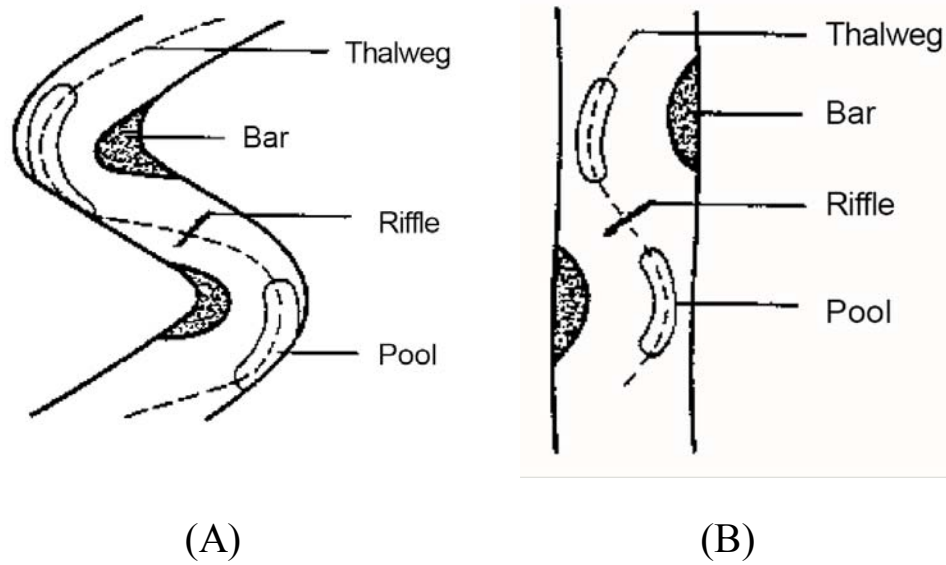 Thalweg
Bar
Riffle
Pool
(A)
Thalweg
Bar
Riffle
Pool
(B)